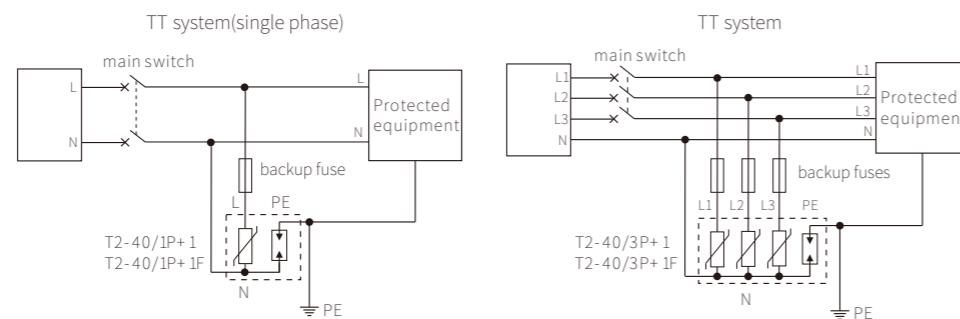 TT system(single phase)
main switch
L
N
L
N
Protected
equipment
backup fuse
L
PE
T2-40/1P+1
T2-40/1P+1F
N
PE
TT system
main switch
L1
L2
L3
N
L1
L2
L3
N
Protected
equipment
backup fuses
L1
L2
L3
PE
T2-40/3P+1
T2-40/3P+1F
N
PE